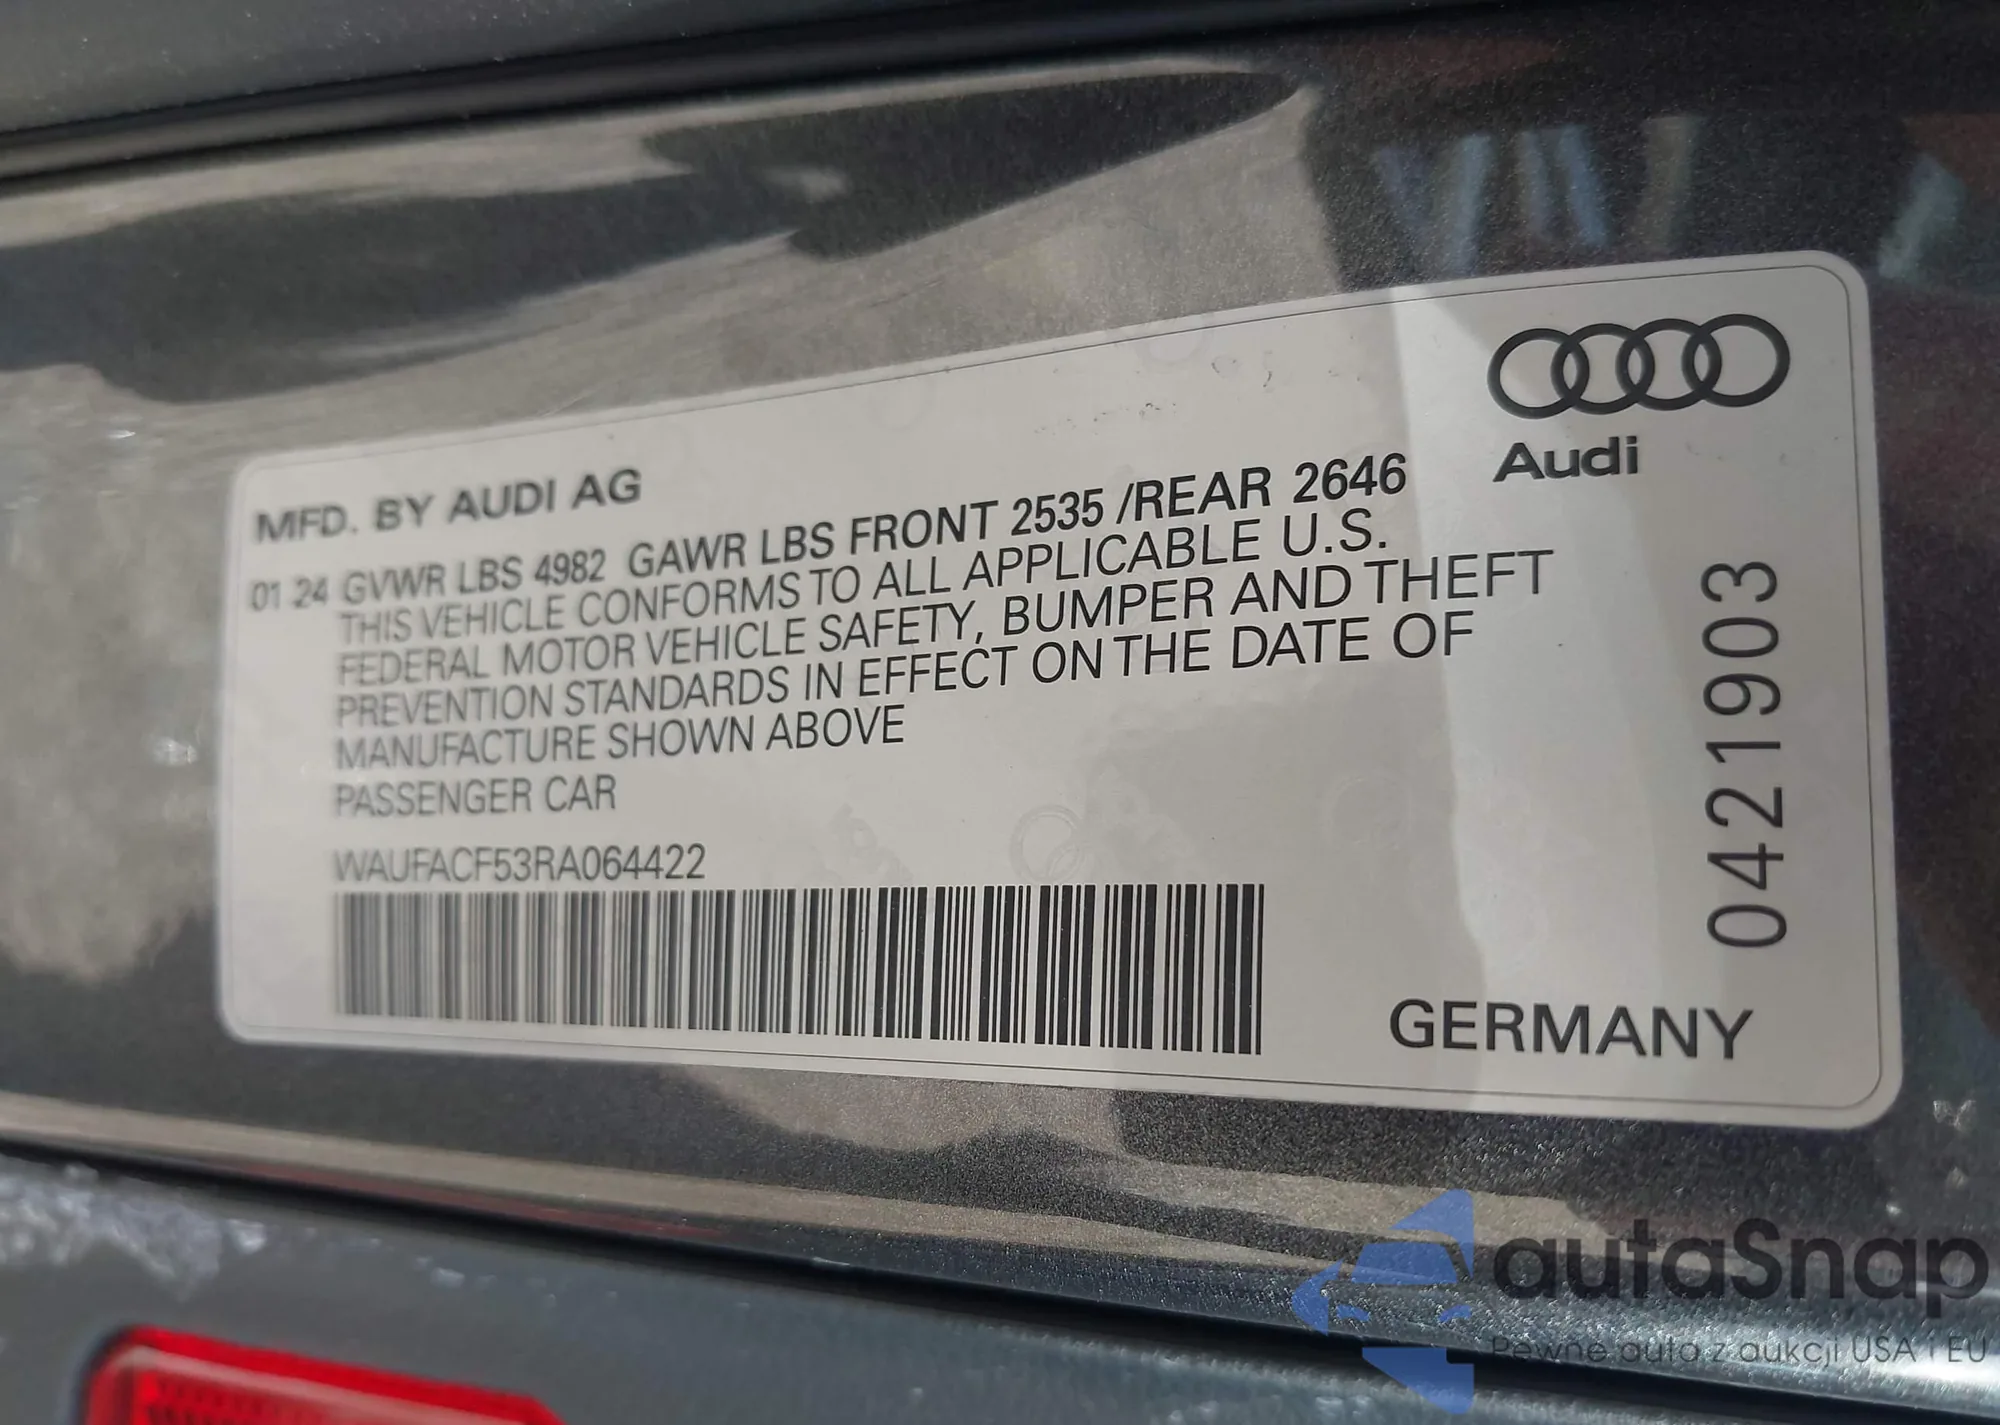 Audi
MFD. BY AUDI AG
01 24 GVWR LBS 4982 GAWR LBS FRONT 2535 /REAR 2646
THIS VEHICLE CONFORMS TO ALL APPLICABLE U.S.
FEDERAL MOTOR VEHICLE SAFETY, BUMPER AND THEFT
PREVENTION STANDARDS IN EFFECT ON THE DATE OF
MANUFACTURE SHOWN ABOVE
PASSENGER CAR
WAUFACF53RA064422
0421903
GERMANY
autaSnap
Pewne auta z aukcji USA i EU